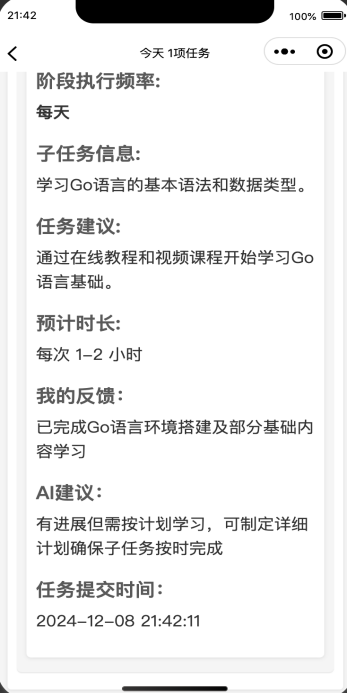 21:42
100%
今天 1项任务
阶段执行频率:
每天
子任务信息:
学习Go语言的基本语法和数据类型。
任务建议:
通过在线教程和视频课程开始学习Go
语言基础。
预计时长:
每次 1-2 小时
我的反馈：
已完成Go语言环境搭建及部分基础内
容学习
AI建议：
有进展但需按计划学习，可制定详细
计划确保子任务按时完成
任务提交时间：
2024-12-08 21:42:11